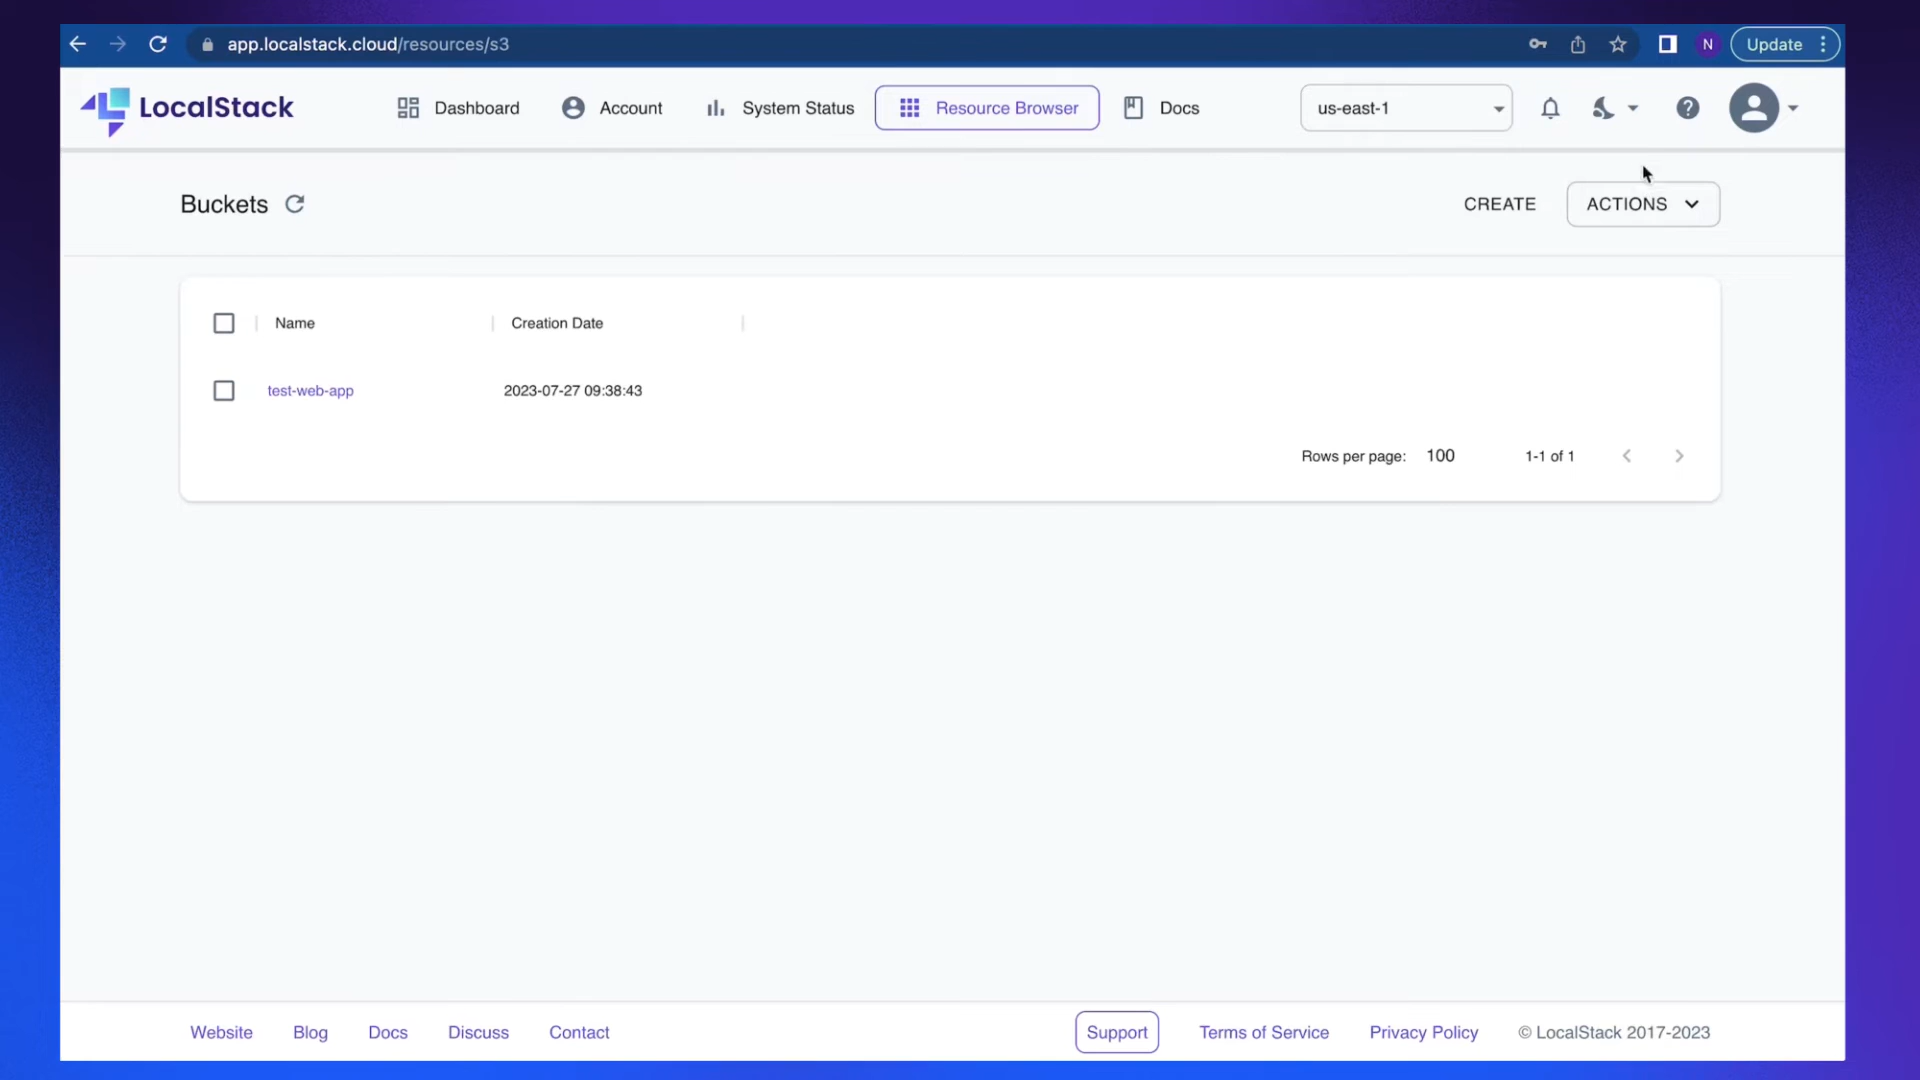 app.localstack.cloud/resources/s3
N
Update
LocalStack
Dashboard
Account
System Status
Resource Browser
Docs
us-east-1
Buckets
CREATE
ACTIONS
Name
Creation Date
test-web-app
2023-07-27 09:38:43
Rows per page: 100
1-1 of 1
Website
Blog
Docs
Discuss
Contact
Support
Terms of Service
Privacy Policy
© LocalStack 2017-2023